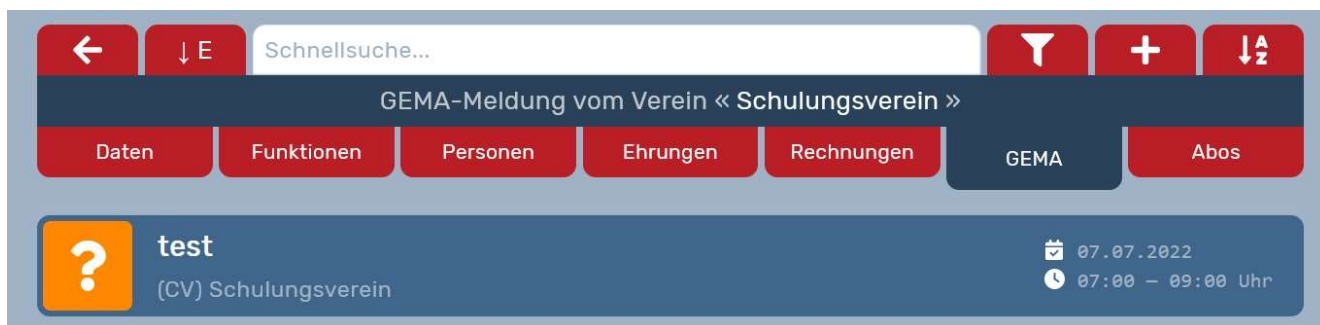 ↓ E Schnellsuche...
GEMA-Meldung vom Verein « Schulungsverein »
Daten Funktionen Personen Ehrungen Rechnungen GEMA Abos
?
test
07.07.2022
(CV) Schulungsverein
07:00 – 09:00 Uhr